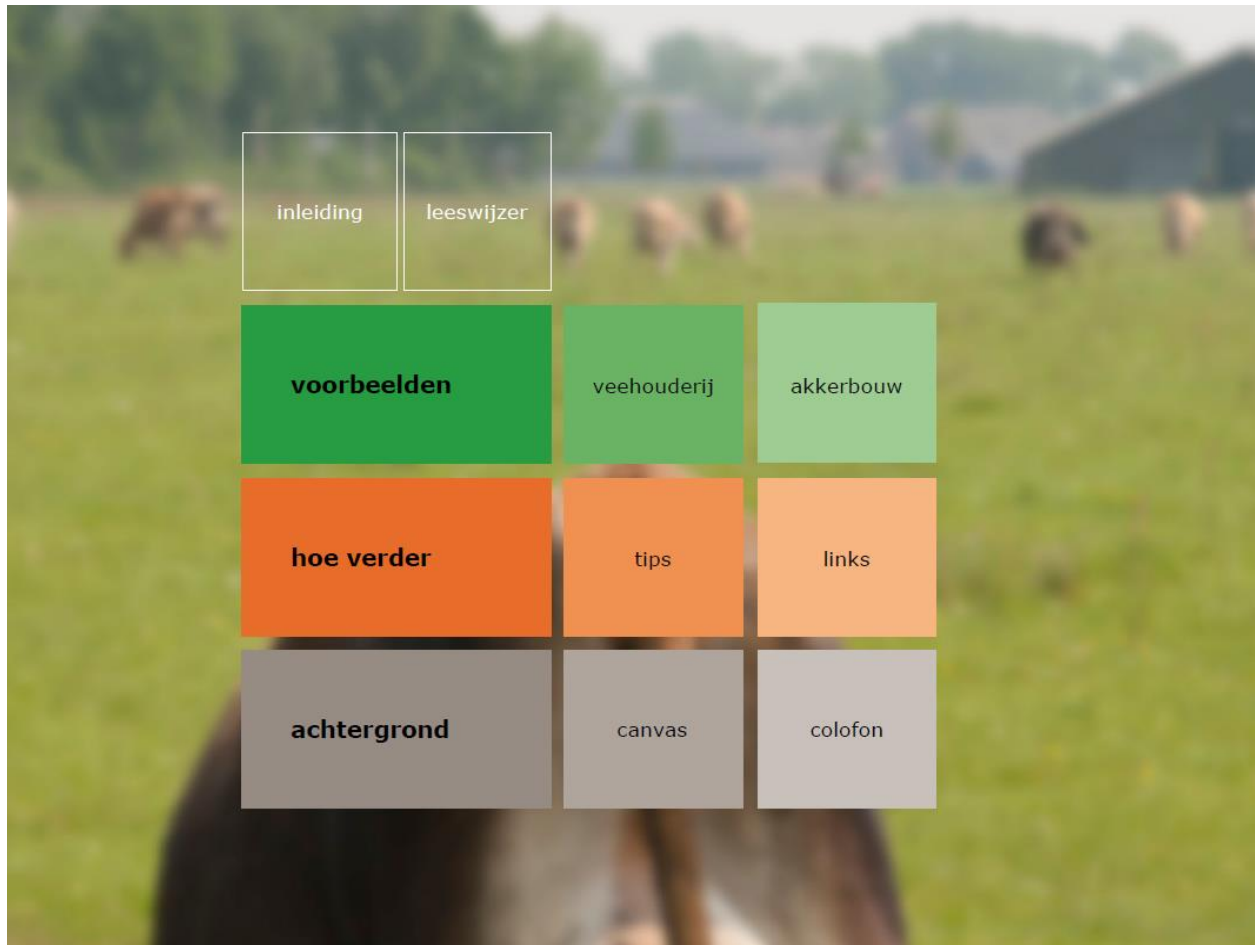 inleiding leeswijzer
voorbeelden veehouderij akkerbouw
hoe verder tips links
achtergrond canvas colofon